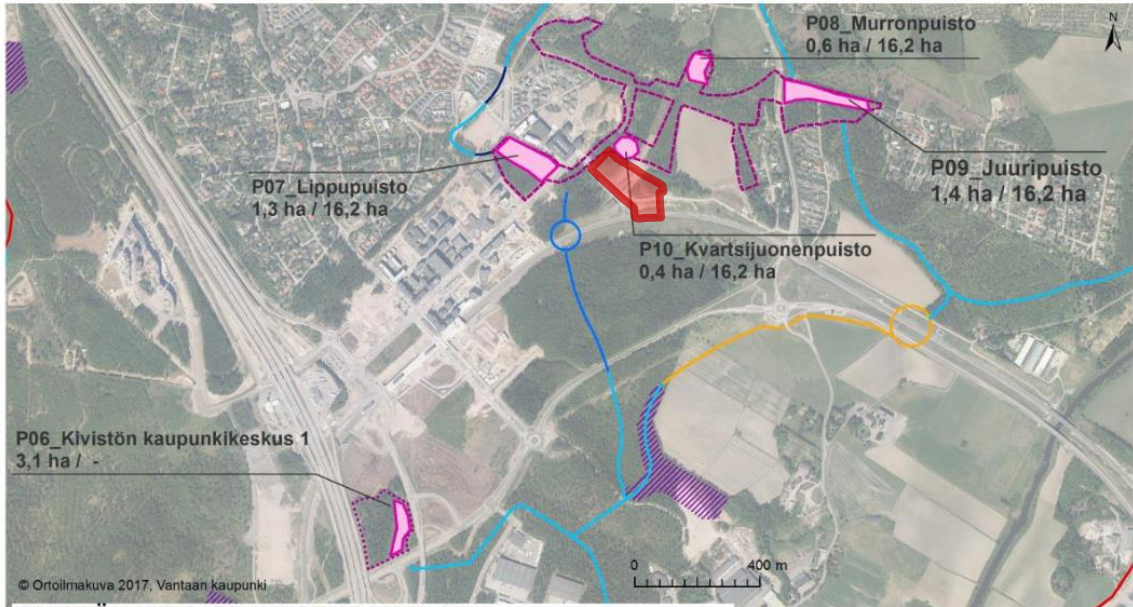 P08_Murronpuisto
0,6 ha / 16,2 ha
N
P07_Lippupuisto
1,3 ha / 16,2 ha
P09_Juuripuisto
1,4 ha / 16,2 ha
P10_Kvartsijuonenpuisto
0,4 ha / 16,2 ha
P06_Kivistön kaupunkikeskus 1
3,1 ha / -
0 400 m
© Ortoilmakuva 2017, Vantaan kaupunki